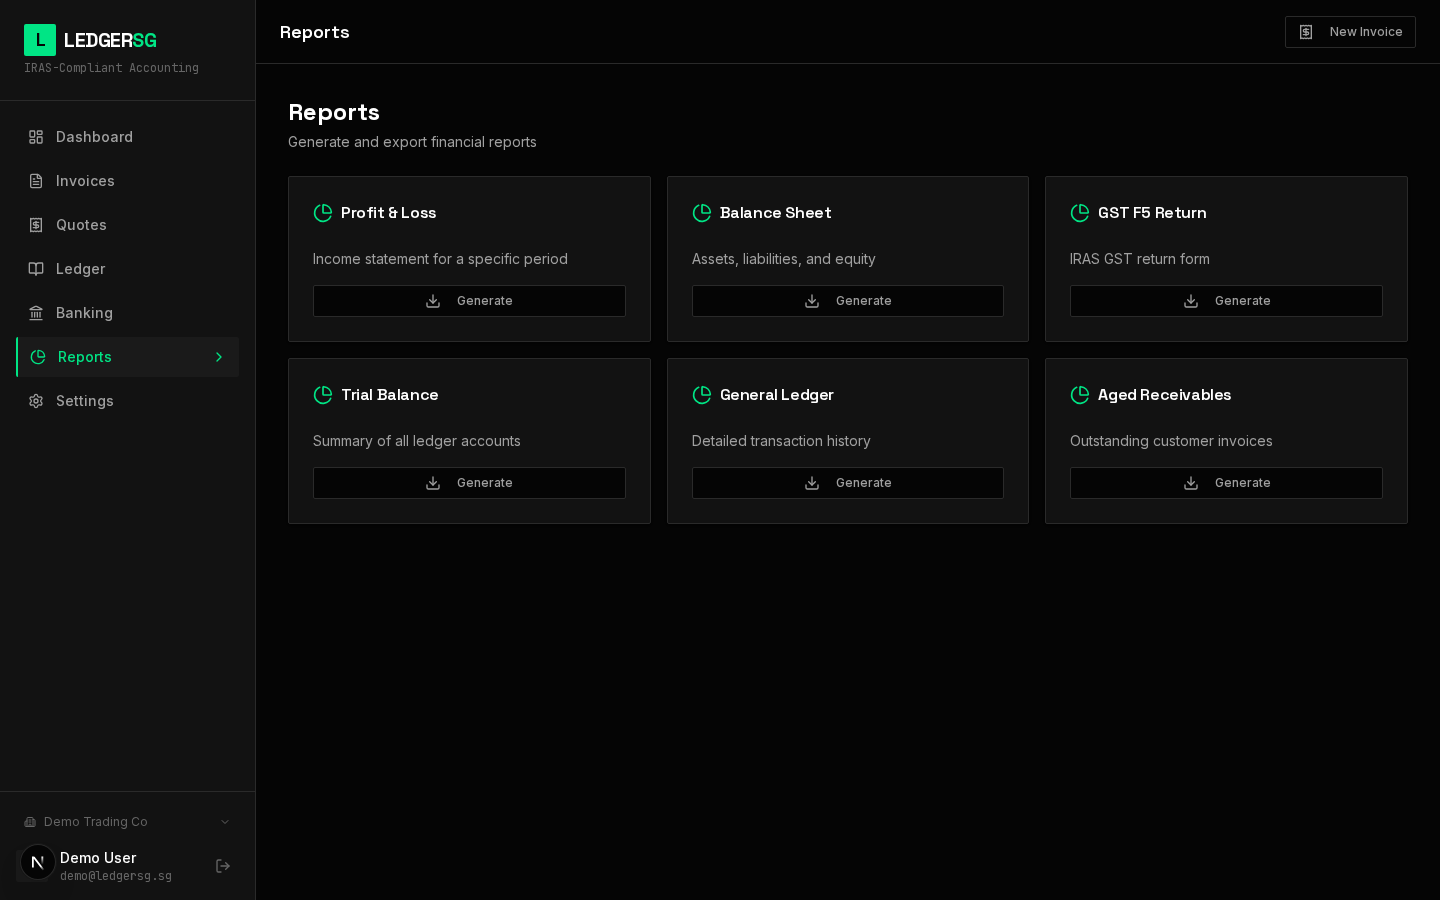 L LEDGERSG
IRAS-Compliant Accounting
Dashboard
Invoices
Quotes
Ledger
Banking
Reports
Settings
Demo Trading Co
N
Demo User
demo@ledgersg.sg
Reports
New Invoice
Reports
Generate and export financial reports
Profit & Loss
Income statement for a specific period
Generate
Balance Sheet
Assets, liabilities, and equity
Generate
GST F5 Return
IRAS GST return form
Generate
Trial Balance
Summary of all ledger accounts
Generate
General Ledger
Detailed transaction history
Generate
Aged Receivables
Outstanding customer invoices
Generate